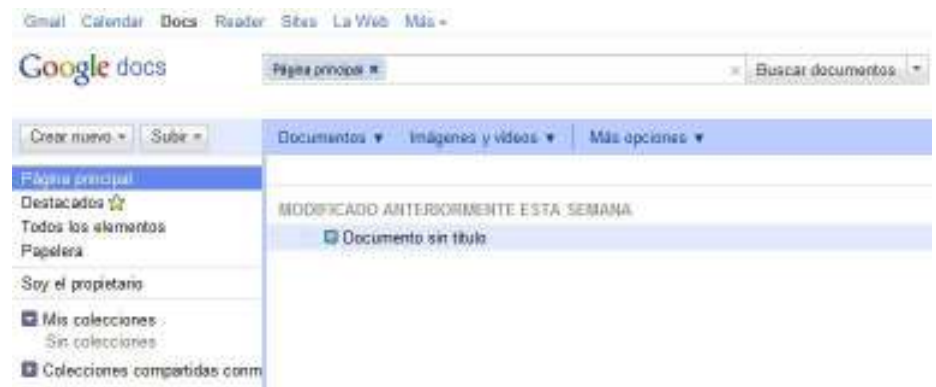 Gmail Calendar Docs Reader Sites La Web Más
Google docs
Página principal
Buscar documentos
Crear nuevo Subir
Documentos Imágenes y vídeos Más opciones
Página principal
Destacados
Todos los elementos
Papelera
MODIFICADO ANTERIORMENTE ESTA SEMANA
Documento sin título
Soy el propietario
Mis colecciones
Sin colecciones
Colecciones compartidas conm